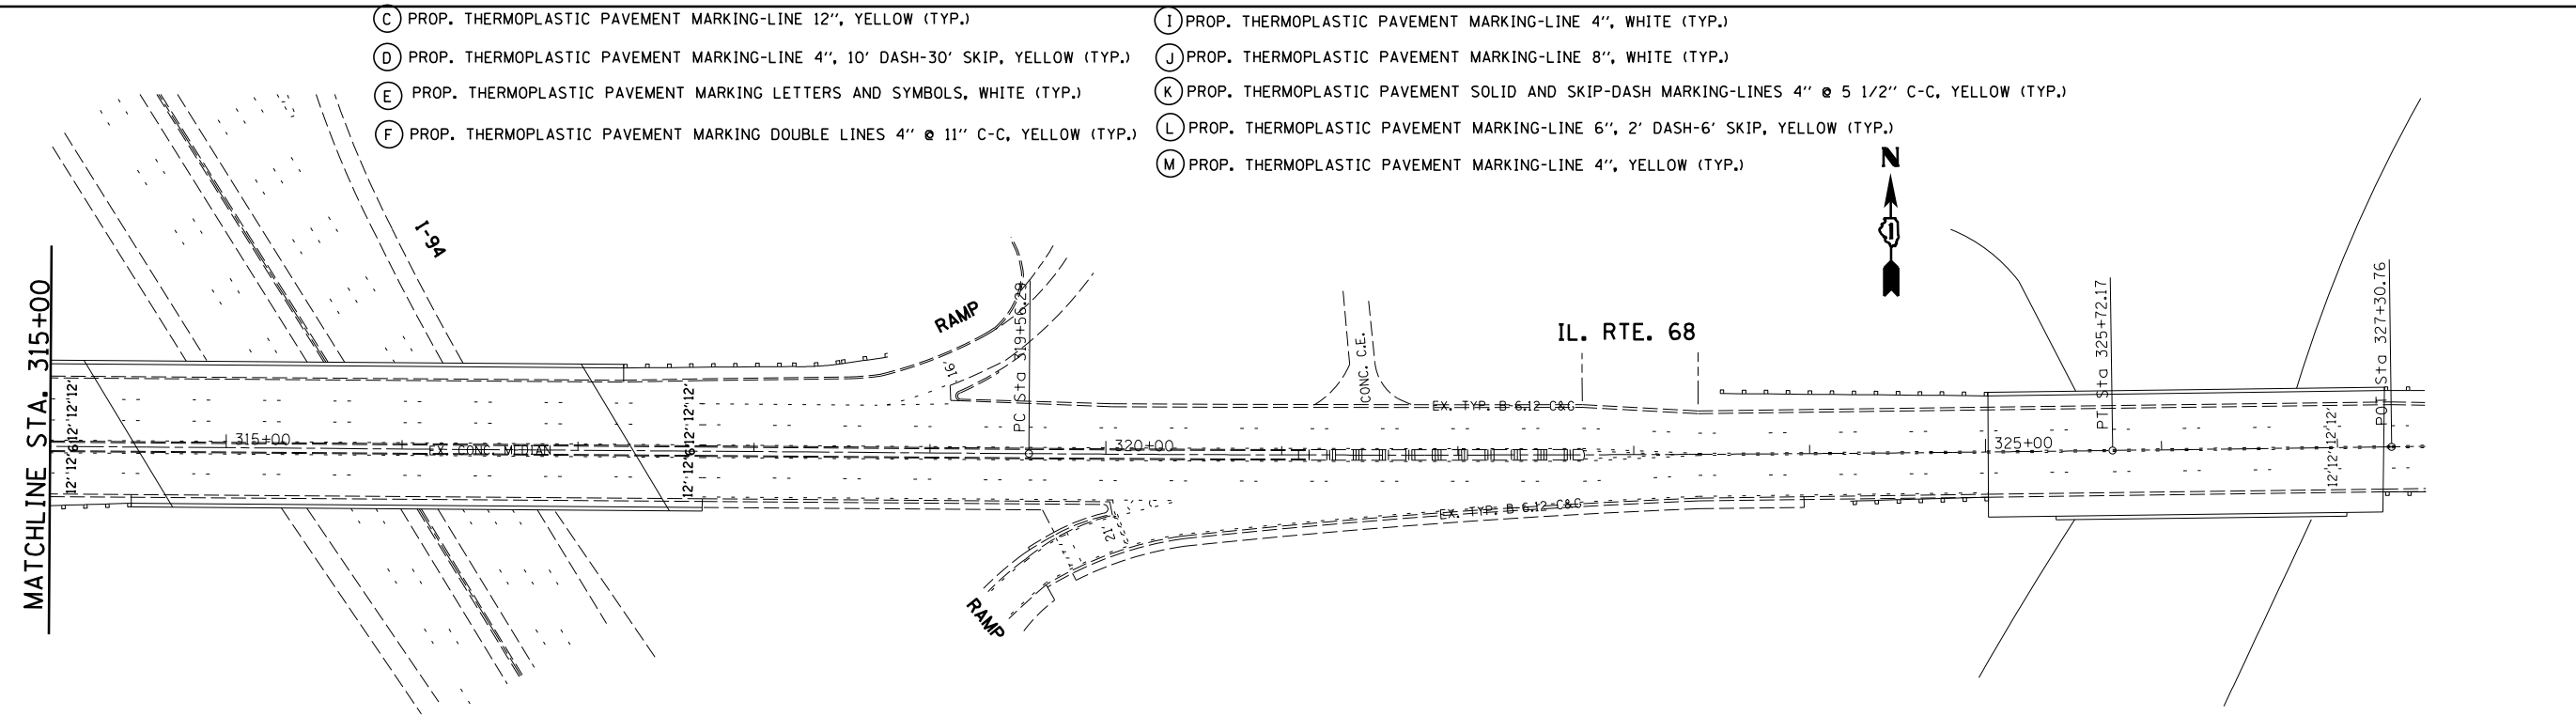 C PROP. THERMOPLASTIC PAVEMENT MARKING-LINE 12", YELLOW (TYP.)
D PROP. THERMOPLASTIC PAVEMENT MARKING-LINE 4", 10' DASH-30' SKIP, YELLOW (TYP.)
E PROP. THERMOPLASTIC PAVEMENT MARKING LETTERS AND SYMBOLS, WHITE (TYP.)
F PROP. THERMOPLASTIC PAVEMENT MARKING DOUBLE LINES 4" @ 11" C-C, YELLOW (TYP.)
I PROP. THERMOPLASTIC PAVEMENT MARKING-LINE 4", WHITE (TYP.)
J PROP. THERMOPLASTIC PAVEMENT MARKING-LINE 8", WHITE (TYP.)
K PROP. THERMOPLASTIC PAVEMENT SOLID AND SKIP-DASH MARKING-LINES 4" @ 5 1/2" C-C, YELLOW (TYP.)
L PROP. THERMOPLASTIC PAVEMENT MARKING-LINE 6", 2' DASH-6' SKIP, YELLOW (TYP.)
M PROP. THERMOPLASTIC PAVEMENT MARKING-LINE 4", YELLOW (TYP.)
N
1
I-94
MATCHLINE STA. 315+00
12'12'6'12'12'12'
315+00
EX. CONC. MEDIAN
12'12'6'12'12'12'
RAMP
16'
PC Sta 319+56.29
320+00
21'
RAMP
CONC. C.E.
EX. TYP. B-6.12 C&G
EX. TYP. B-6.12 C&G
IL. RTE. 68
325+00
PT Sta 325+72.17
12'12'12'12'
POT Sta 327+30.76